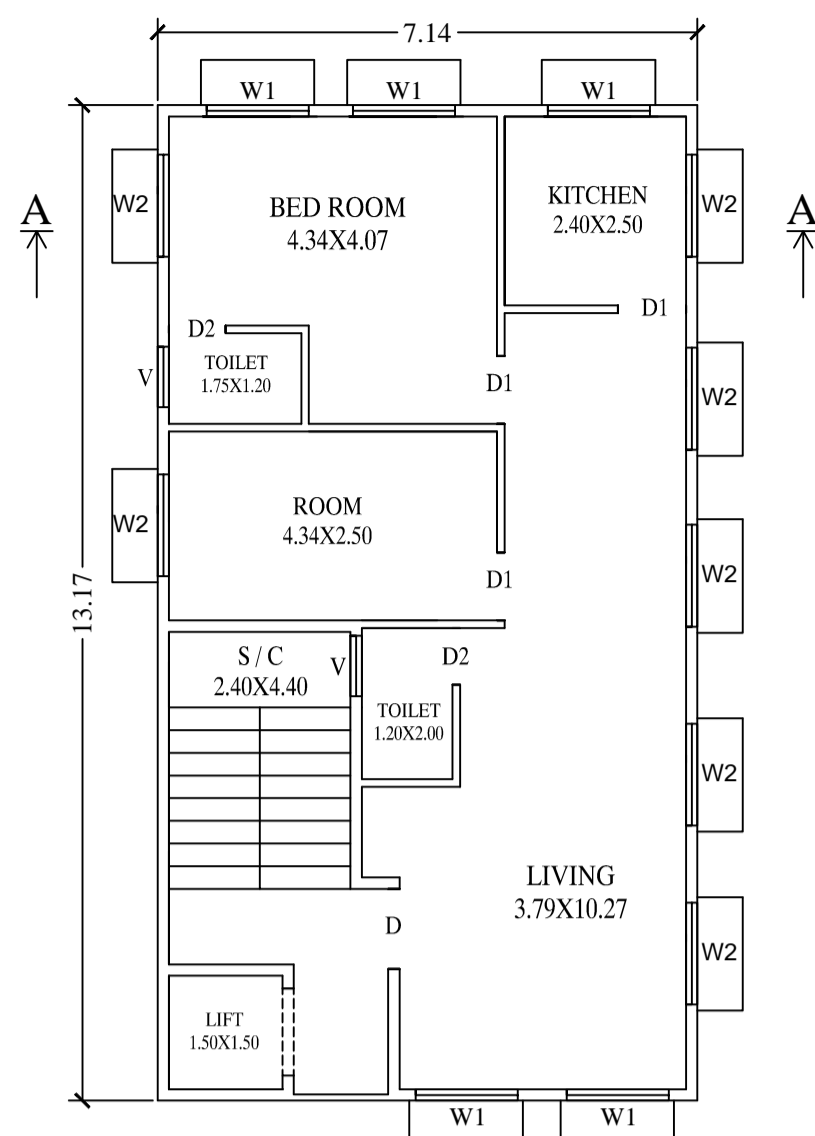 7.14
W1 W1 W1
A A
W2 W2
BED ROOM
4.34X4.07
KITCHEN
2.40X2.50
D1
D2
TOILET
1.75X1.20
V
D1
W2
ROOM
4.34X2.50
W2
W2
D1
13.17
S / C
2.40X4.40
V
D2
TOILET
1.20X2.00
W2
LIVING
3.79X10.27
D
W2
LIFT
1.50X1.50
W1 W1